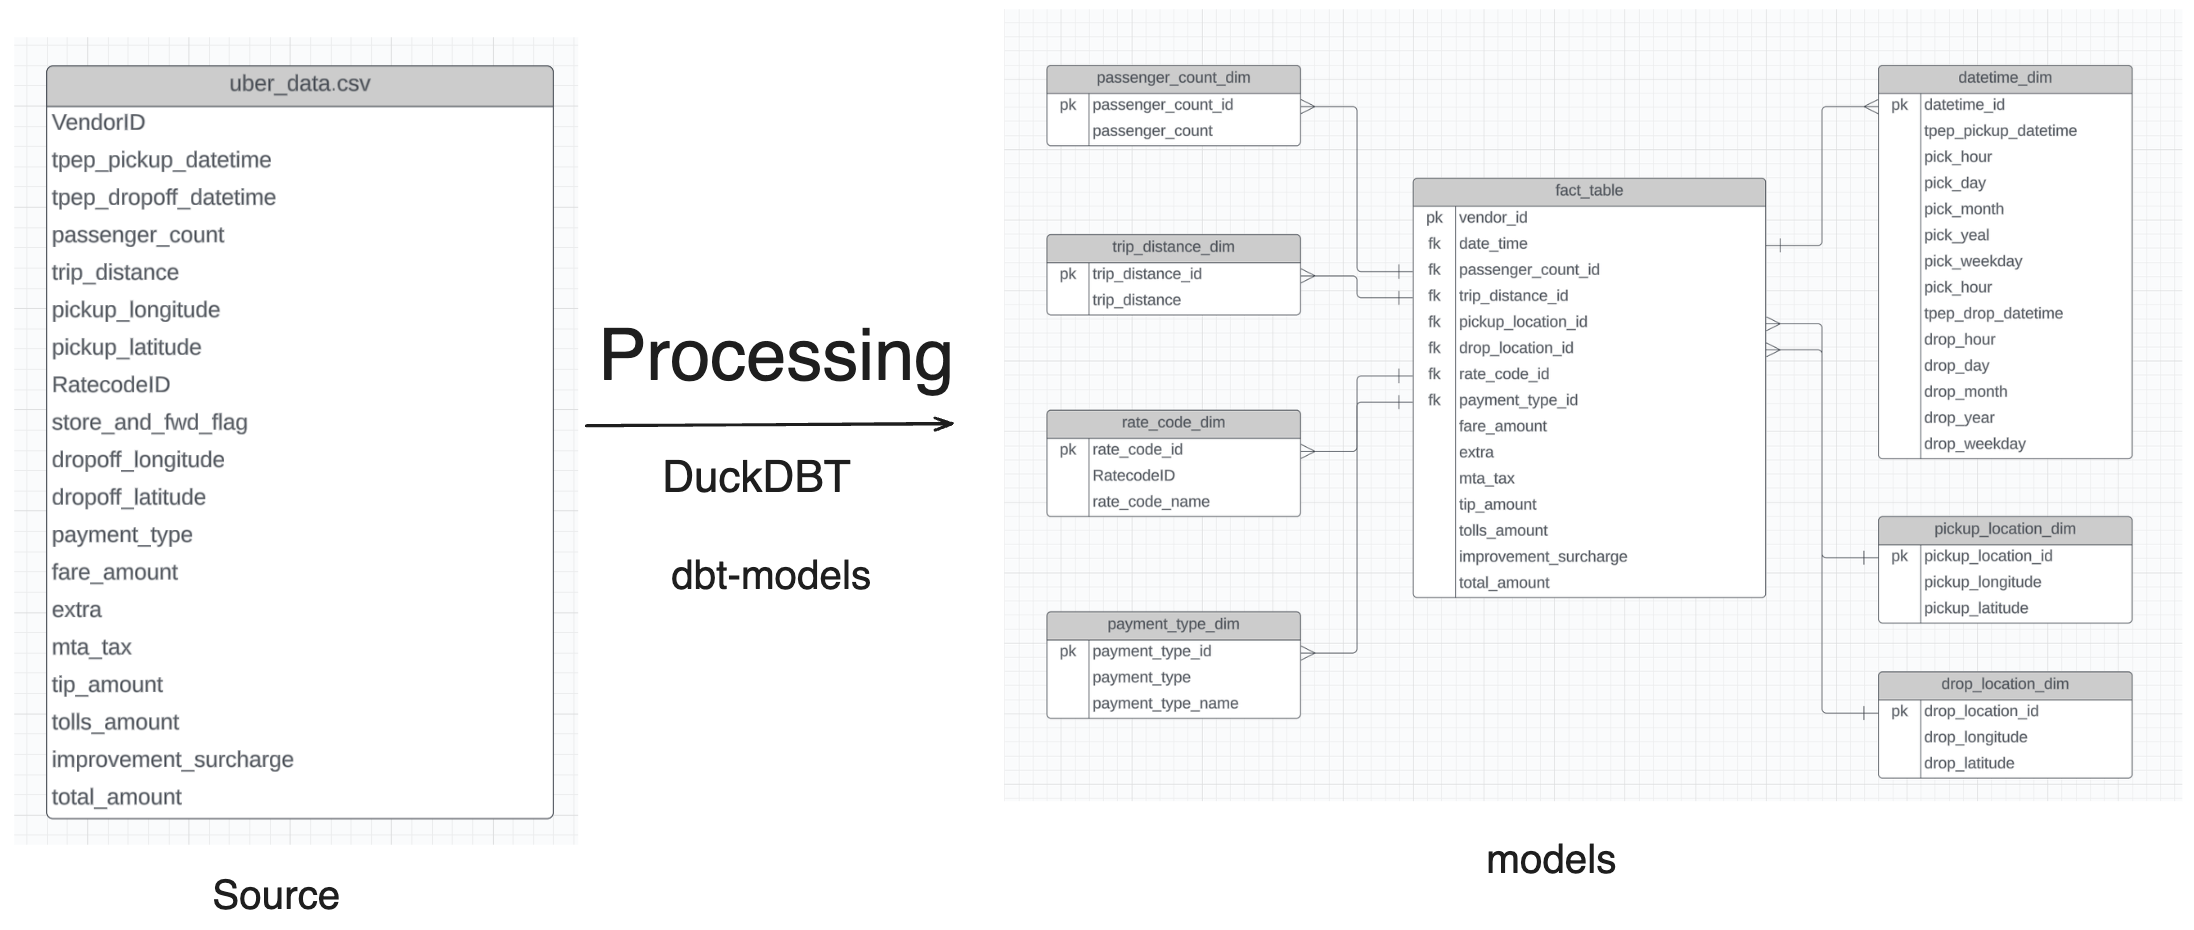 uber_data.csv
VendorID
tpep_pickup_datetime
tpep_dropoff_datetime
passenger_count
trip_distance
pickup_longitude
pickup_latitude
RatecodeID
store_and_fwd_flag
dropoff_longitude
dropoff_latitude
payment_type
fare_amount
extra
mta_tax
tip_amount
tolls_amount
improvement_surcharge
total_amount
Source
Processing
DuckDBT
dbt-models
passenger_count_dim
pk passenger_count_id
passenger_count
trip_distance_dim
pk trip_distance_id
trip_distance
rate_code_dim
pk rate_code_id
RatecodeID
rate_code_name
payment_type_dim
pk payment_type_id
payment_type
payment_type_name
fact_table
pk vendor_id
fk date_time
fk passenger_count_id
fk trip_distance_id
fk pickup_location_id
fk drop_location_id
fk rate_code_id
fk payment_type_id
fare_amount
extra
mta_tax
tip_amount
tolls_amount
improvement_surcharge
total_amount
datetime_dim
pk datetime_id
tpep_pickup_datetime
pick_hour
pick_day
pick_month
pick_yeal
pick_weekday
pick_hour
tpep_drop_datetime
drop_hour
drop_day
drop_month
drop_year
drop_weekday
pickup_location_dim
pk pickup_location_id
pickup_longitude
pickup_latitude
drop_location_dim
pk drop_location_id
drop_longitude
drop_latitude
models